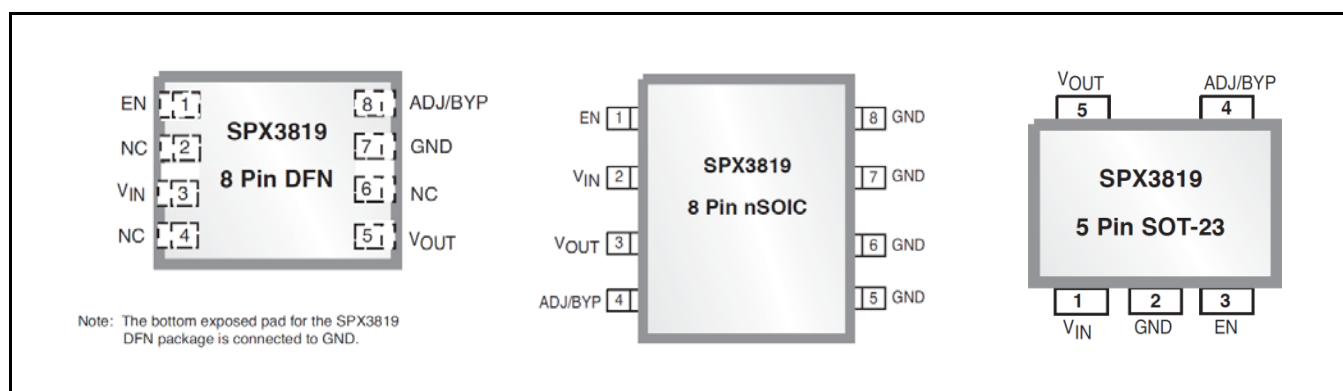 EN 1
NC 2
VIN 3
NC 4
SPX3819
8 Pin DFN
8 ADJ/BYP
7 GND
6 NC
5 VOUT
Note: The bottom exposed pad for the SPX3819
DFN package is connected to GND.
EN 1
VIN 2
VOUT 3
ADJ/BYP 4
SPX3819
8 Pin nSOIC
8 GND
7 GND
6 GND
5 GND
VOUT ADJ/BYP
5 4
SPX3819
5 Pin SOT-23
1 2 3
VIN GND EN